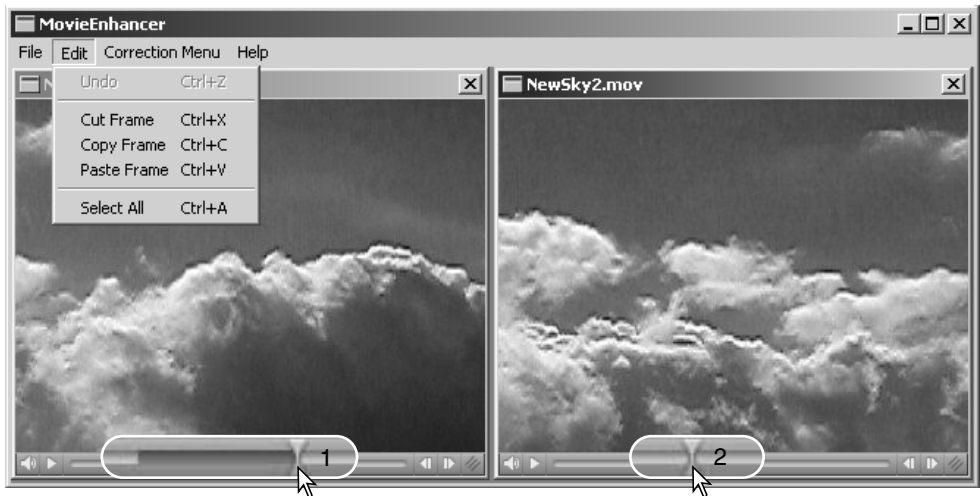 MovieEnhancer
File Edit Correction Menu Help
Undo Ctrl+Z
Cut Frame Ctrl+X
Copy Frame Ctrl+C
Paste Frame Ctrl+V
Select All Ctrl+A
NewSky2.mov
1
2